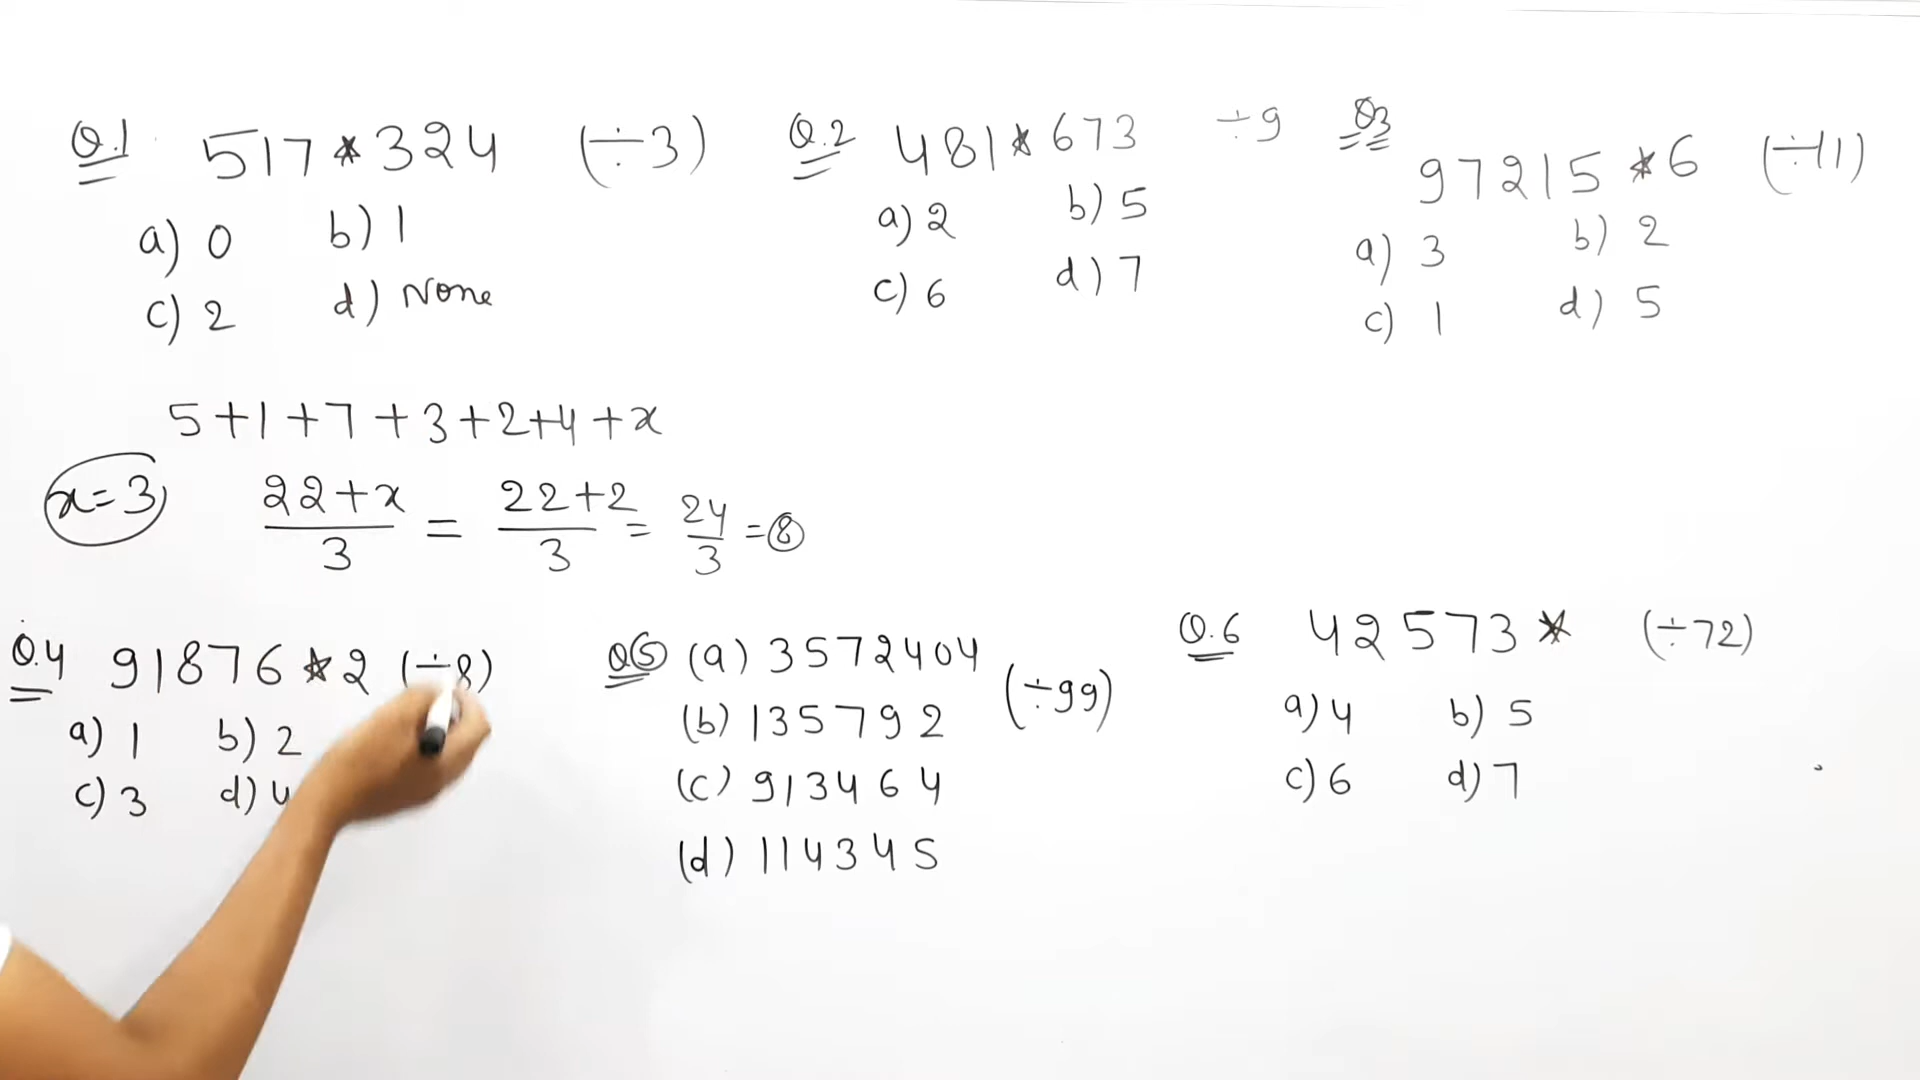 Q.1 517*324 (÷3)
a) 0 b) 1
c) 2 d) None
Q.2 481*673 ÷9
a) 2 b) 5
c) 6 d) 7
Q3 97215*6 (÷11)
a) 3 b) 2
c) 1 d) 5
5+1+7+3+2+4+x
x=3 22+x/3 = 22+2/3 = 24/3 = 8
Q.4 91876*2 (÷8)
a) 1 b) 2
c) 3 d) 4
Q5 (a) 3572404 (÷99)
(b) 135792
(c) 913464
(d) 114345
Q.6 42573* (÷72)
a) 4 b) 5
c) 6 d) 7